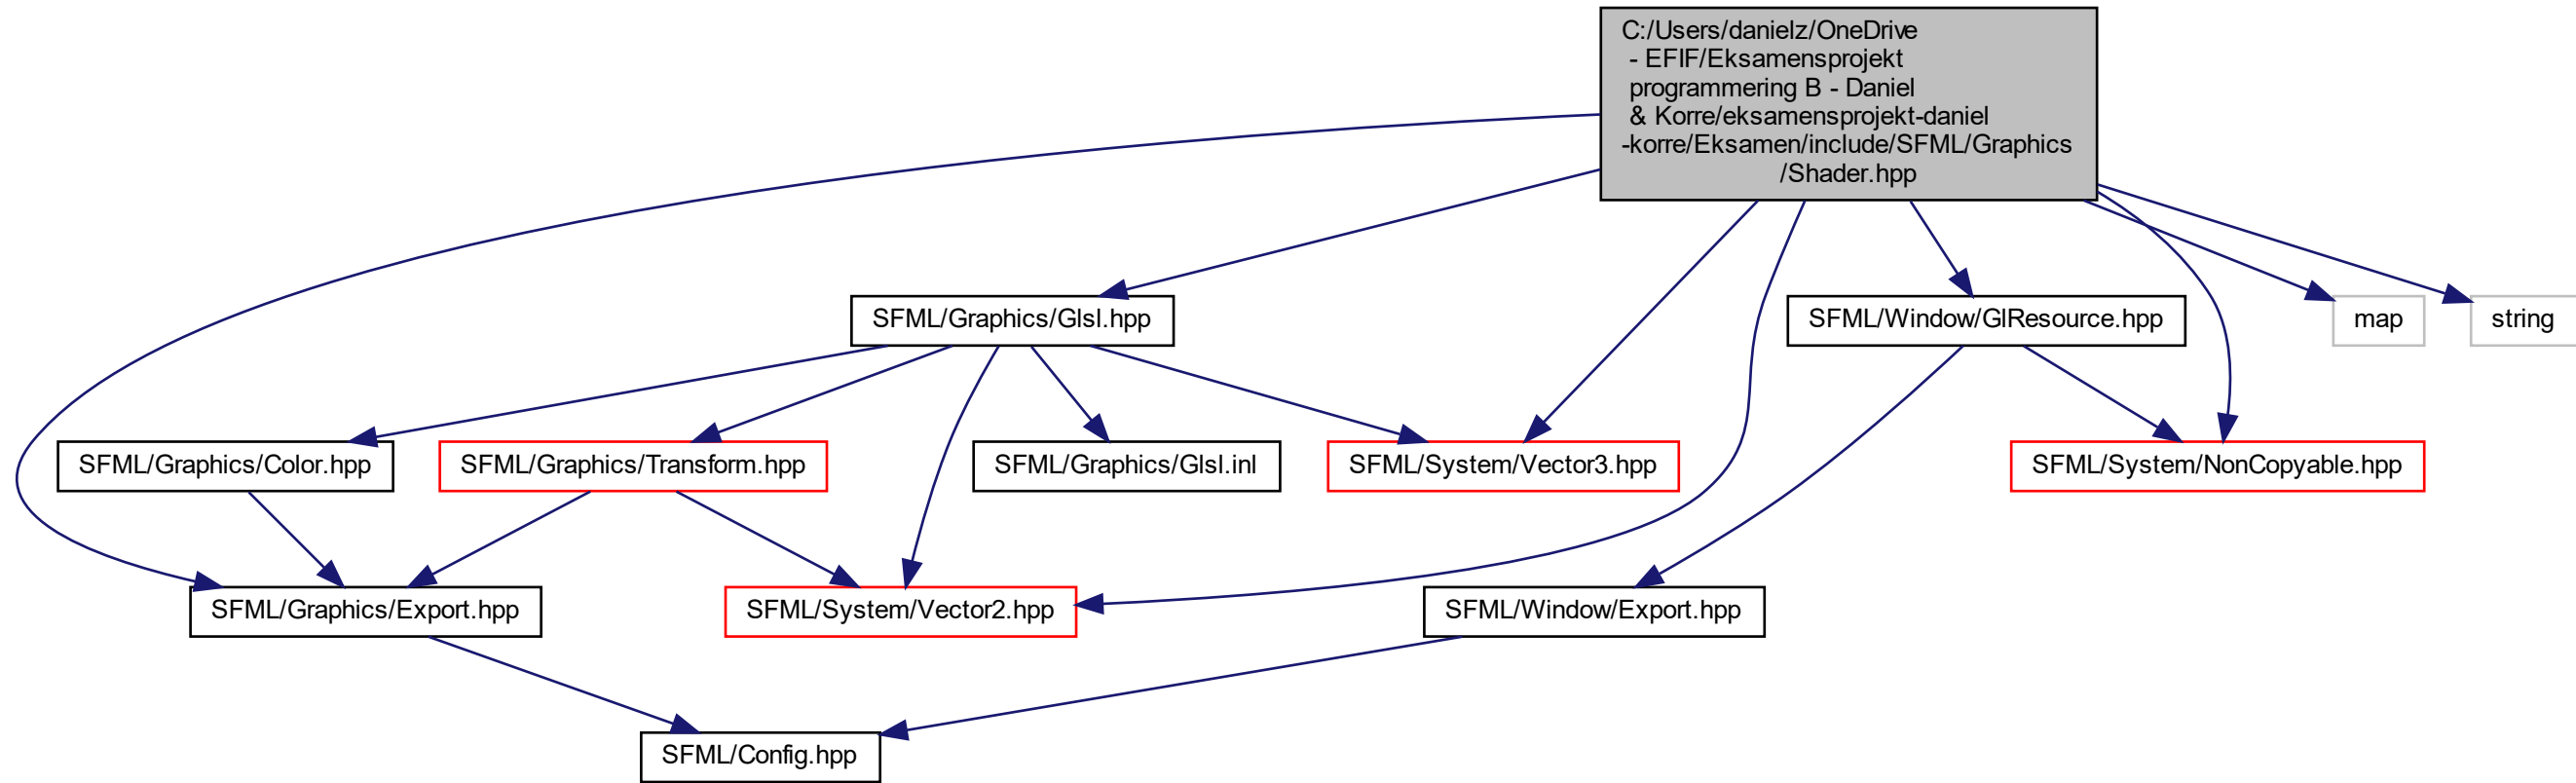 C:/Users/danielz/OneDrive
- EFIF/Eksamensprojekt
programmering B - Daniel
& Korre/eksamensprojekt-daniel
-korre/Eksamen/include/SFML/Graphics
/Shader.hpp
SFML/Graphics/Glsl.hpp
SFML/Window/GlResource.hpp
map
string
SFML/Graphics/Color.hpp
SFML/Graphics/Transform.hpp
SFML/Graphics/Glsl.inl
SFML/System/Vector3.hpp
SFML/System/NonCopyable.hpp
SFML/Graphics/Export.hpp
SFML/System/Vector2.hpp
SFML/Window/Export.hpp
SFML/Config.hpp